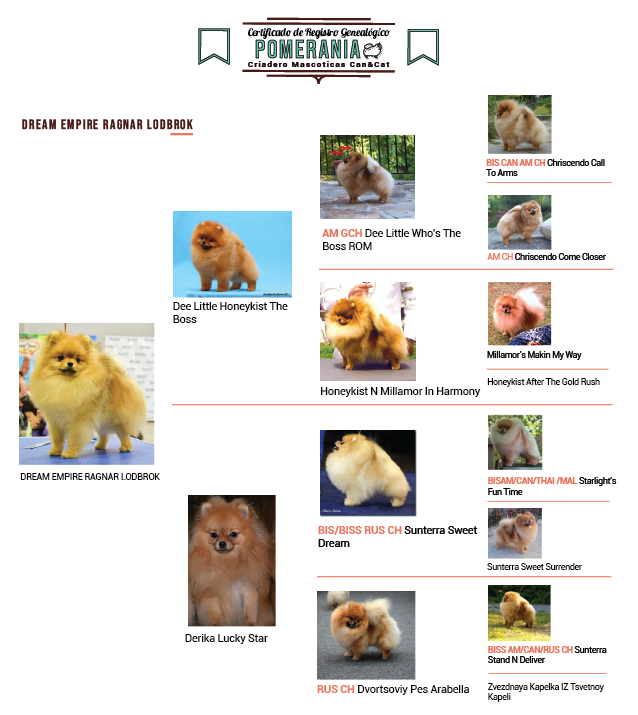 Certificado de Registro Genealógico
POMERANIA
Criadero Mascoticas Can&Cat
DREAM EMPIRE RAGNAR LODBROK
BIS CAN AM CH Chriscendo Call
To Arms
AM GCH Dee Little Who's The
Boss ROM
AM CH Chriscendo Come Closer
Dee Little Honeykist The
Boss
Millamor's Makin My Way
Honeykist N Millamor In Harmony
Honeykist After The Gold Rush
DREAM EMPIRE RAGNAR LODBROK
BISAM/CAN/THAI /MAL Starlight's
Fun Time
BIS/BISS RUS CH Sunterra Sweet
Dream
Sunterra Sweet Surrender
Derika Lucky Star
BISS AM/CAN/RUS CH Sunterra
Stand N Deliver
RUS CH Dvortsoviy Pes Arabella
Zvezdnaya Kapelka IZ Tsvetnoy
Kapeli